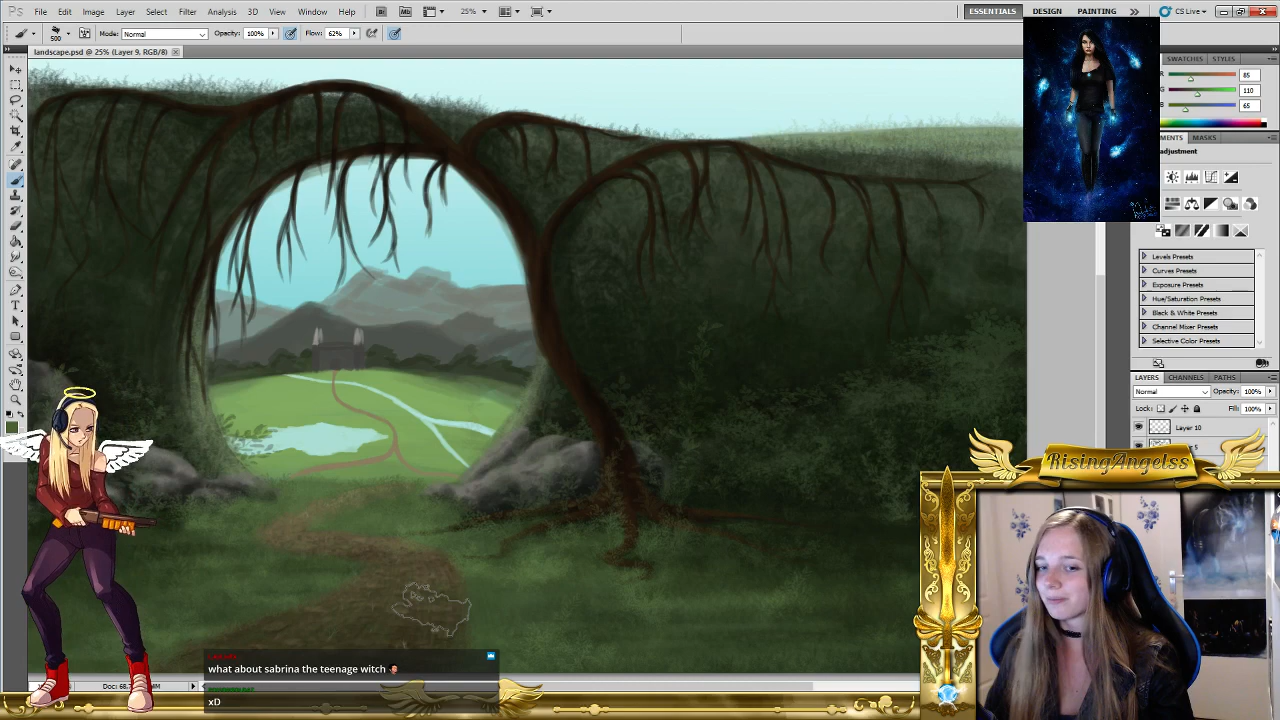 Ps File Edit Image Layer Select Filter Analysis 3D View Window Help Br Mb 25% ESSENTIALS DESIGN PAINTING CS Live
500 Mode: Normal Opacity: 100% Flow: 62%
landscape.psd @ 25% (Layer 9, RGB/8)
SWATCHES STYLES
R 85
G 110
B 65
MENTS MASKS
adjustment
Levels Presets
Curves Presets
Exposure Presets
Hue/Saturation Presets
Black & White Presets
Channel Mixer Presets
Selective Color Presets
LAYERS CHANNELS PATHS
Normal Opacity: 100%
Lock: Fill: 100%
Layer 10
RisingAngelss
what about sabrina the teenage witch
xD